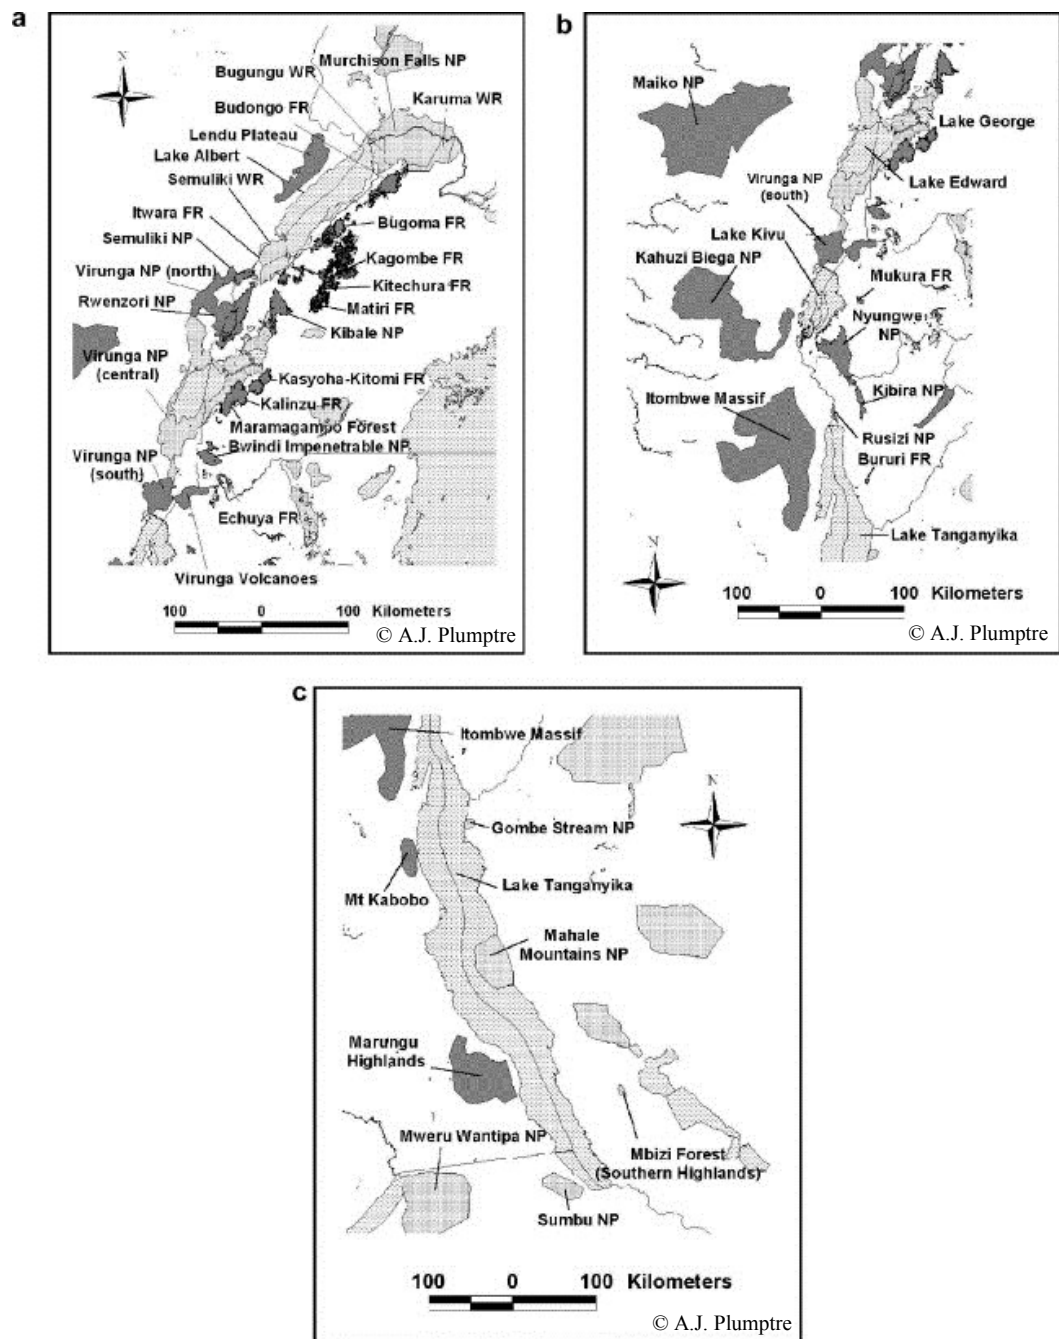 a
N
Murchison Falls NP
Bugungu WR
Karuma WR
Budongo FR
Lendu Plateau
Lake Albert
Semuliki WR
Itwara FR
Bugoma FR
Semuliki NP
Kagombe FR
Virunga NP (north)
Kitechura FR
Rwenzori NP
Matiri FR
Kibale NP
Virunga NP
(central)
Kasyoha-Kitomi FR
Kalinzu FR
Maramagampo Forest
Bwindi Impenetrable NP
Virunga NP
(south)
Echuya FR
Virunga Volcanoes
100 0 100 Kilometers
© A.J. Plumptre
b
Maiko NP
Lake George
Virunga NP
(south)
Lake Edward
Lake Kivu
Kahuzi Biega NP
Mukura FR
Nyungwe
NP
Itombwe Massif
Kibira NP
Rusizi NP
Bururi FR
Lake Tanganyika
N
100 0 100 Kilometers
© A.J. Plumptre
c
Itombwe Massif
N
Gombe Stream NP
Lake Tanganyika
Mt Kabobo
Mahale
Mountains NP
Marungu
Highlands
Mweru Wantipa NP
Mbizi Forest
(Southern Highlands)
Sumbu NP
100 0 100 Kilometers
© A.J. Plumptre